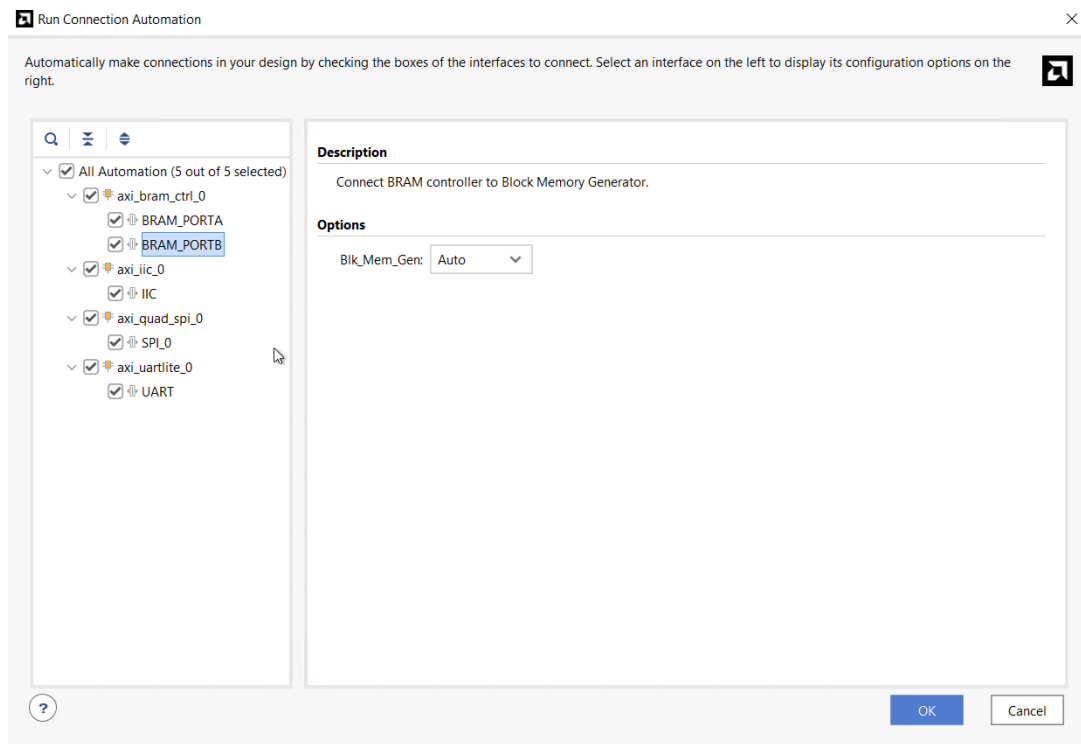 Run Connection Automation
Automatically make connections in your design by checking the boxes of the interfaces to connect. Select an interface on the left to display its configuration options on the
right.
All Automation (5 out of 5 selected)
axi_bram_ctrl_0
BRAM_PORTA
BRAM_PORTB
axi_iic_0
IIC
axi_quad_spi_0
SPI_0
axi_uartlite_0
UART
Description
Connect BRAM controller to Block Memory Generator.
Options
Blk_Mem_Gen: Auto
?
OK Cancel